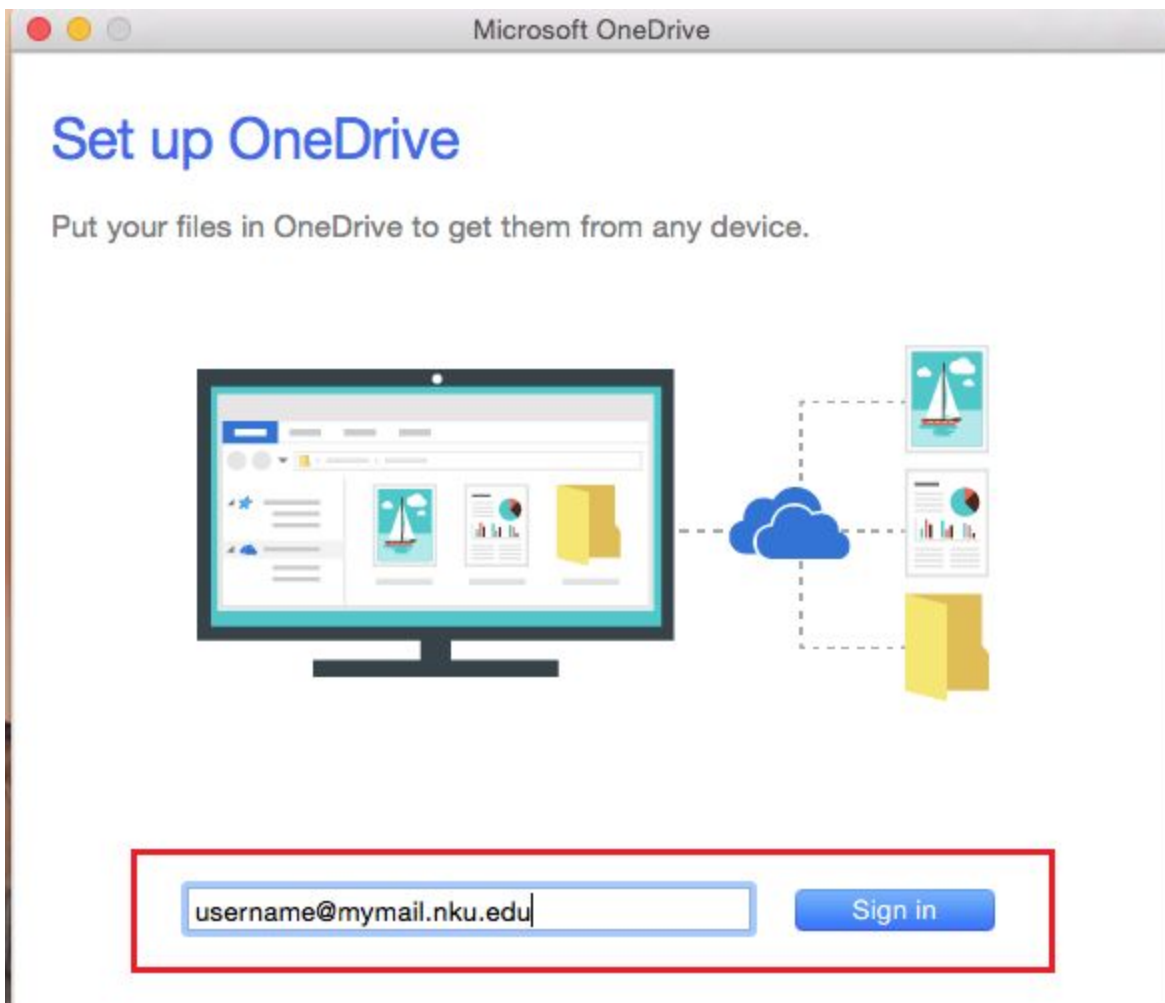 Microsoft OneDrive
Set up OneDrive
Put your files in OneDrive to get them from any device.
username@mymail.nku.edu
Sign in